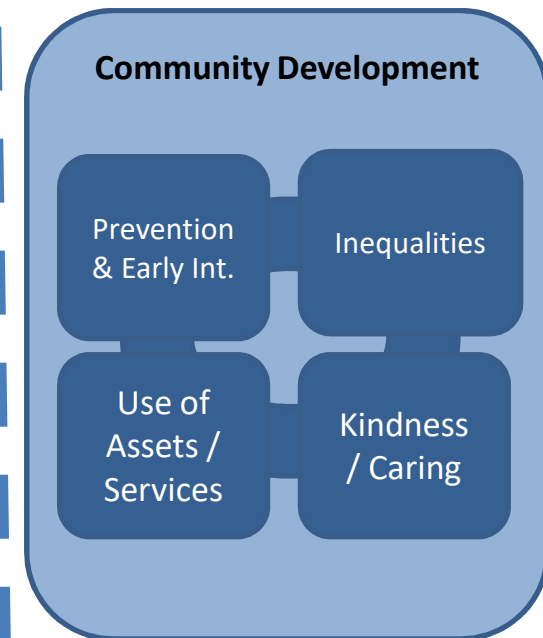 Community Development
Prevention
& Early Int.
Inequalities
Use of
Assets /
Services
Kindness
/ Caring